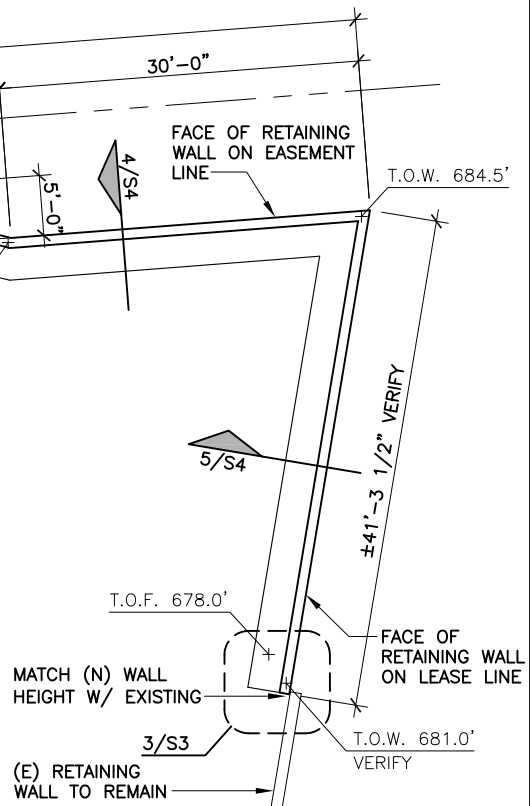 30'-0"
FACE OF RETAINING
WALL ON EASEMENT
LINE
T.O.W. 684.5'
4/S4
5'-0"
5/S4
±41'-3 1/2" VERIFY
T.O.F. 678.0'
FACE OF
RETAINING WALL
ON LEASE LINE
MATCH (N) WALL
HEIGHT W/ EXISTING
3/S3
T.O.W. 681.0'
VERIFY
(E) RETAINING
WALL TO REMAIN